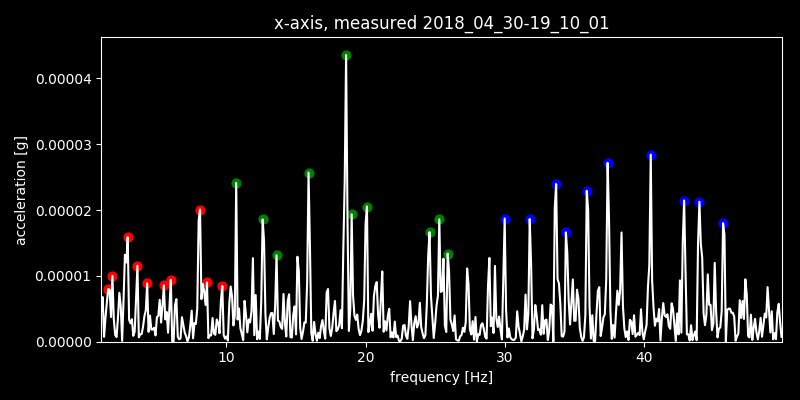 x-axis, measured 2018_04_30-19_10_01
0.00004
0.00003
0.00002
0.00001
0.00000
acceleration [g]
10 20 30 40
frequency [Hz]